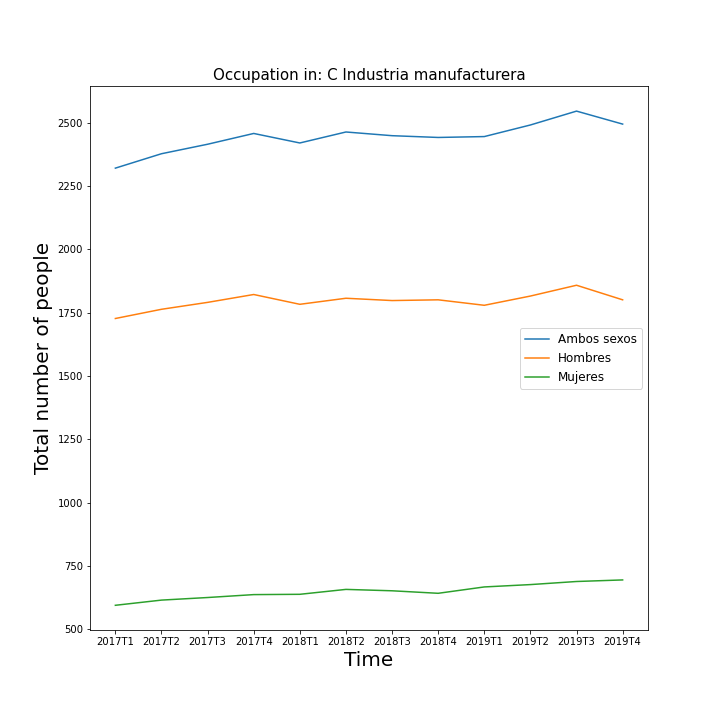 Occupation in: C Industria manufacturera
Total number of people
2500
2250
2000
1750
1500
1250
1000
750
500
Ambos sexos
Hombres
Mujeres
2017T1 2017T2 2017T3 2017T4 2018T1 2018T2 2018T3 2018T4 2019T1 2019T2 2019T3 2019T4
Time